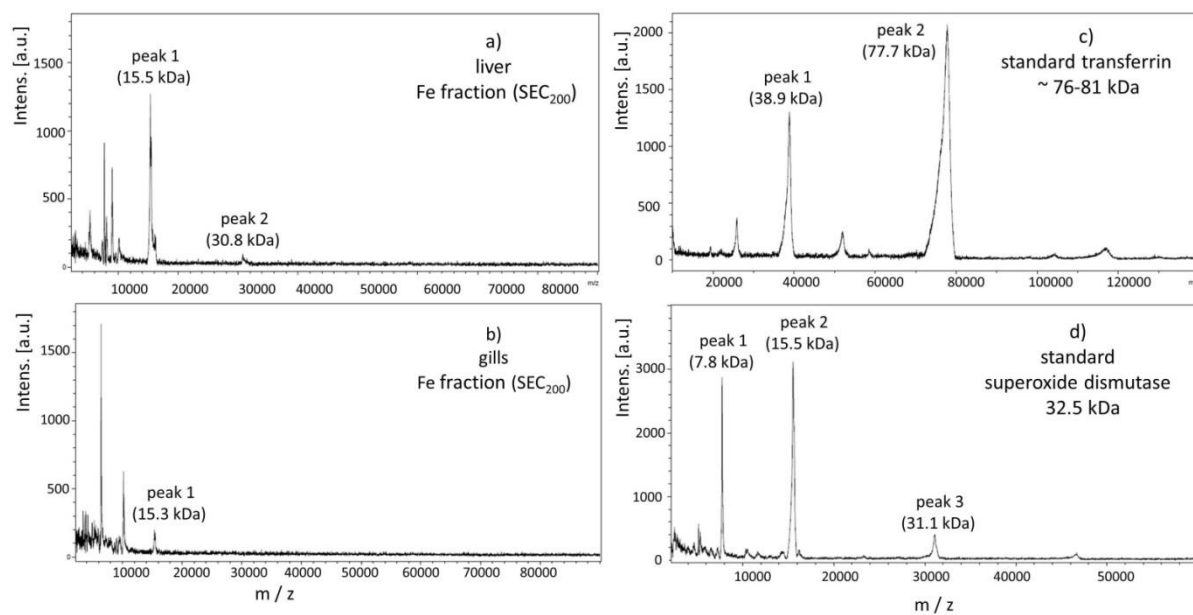 Intens. [a.u.]
1500
1000
500
0
peak 1
(15.5 kDa)
peak 2
(30.8 kDa)
a)
liver
Fe fraction (SEC200)
10000 20000 30000 40000 50000 60000 70000 80000 m/z
Intens. [a.u.]
1500
1000
500
0
peak 1
(15.3 kDa)
b)
gills
Fe fraction (SEC200)
10000 20000 30000 40000 50000 60000 70000 80000
m / z
Intens. [a.u.]
2000
1500
1000
500
0
peak 1
(38.9 kDa)
peak 2
(77.7 kDa)
c)
standard transferrin
~ 76-81 kDa
20000 40000 60000 80000 100000 120000
Intens. [a.u.]
3000
2000
1000
0
peak 1
(7.8 kDa)
peak 2
(15.5 kDa)
peak 3
(31.1 kDa)
d)
standard
superoxide dismutase
32.5 kDa
10000 20000 30000 40000 50000
m / z